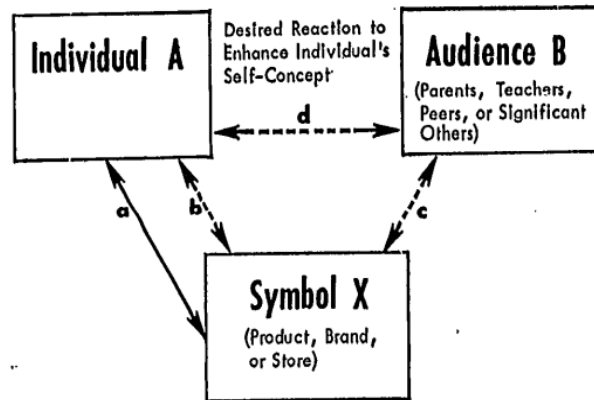 Individual A
Desired Reaction to
Enhance Individual's
Self-Concept
d
Audience B
(Parents, Teachers,
Peers, or Significant
Others)
a
b
c
Symbol X
(Product, Brand,
or Store)